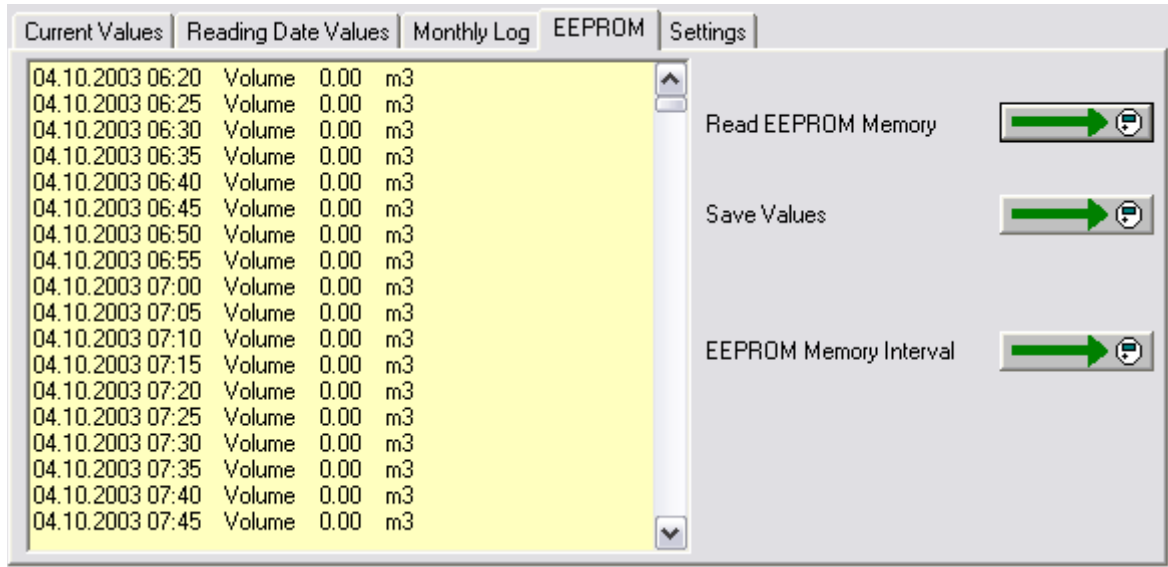 Current Values Reading Date Values Monthly Log EEPROM Settings
04.10.2003 06:20 Volume 0.00 m3
04.10.2003 06:25 Volume 0.00 m3
04.10.2003 06:30 Volume 0.00 m3
04.10.2003 06:35 Volume 0.00 m3
04.10.2003 06:40 Volume 0.00 m3
04.10.2003 06:45 Volume 0.00 m3
04.10.2003 06:50 Volume 0.00 m3
04.10.2003 06:55 Volume 0.00 m3
04.10.2003 07:00 Volume 0.00 m3
04.10.2003 07:05 Volume 0.00 m3
04.10.2003 07:10 Volume 0.00 m3
04.10.2003 07:15 Volume 0.00 m3
04.10.2003 07:20 Volume 0.00 m3
04.10.2003 07:25 Volume 0.00 m3
04.10.2003 07:30 Volume 0.00 m3
04.10.2003 07:35 Volume 0.00 m3
04.10.2003 07:40 Volume 0.00 m3
04.10.2003 07:45 Volume 0.00 m3
Read EEPROM Memory
Save Values
EEPROM Memory Interval